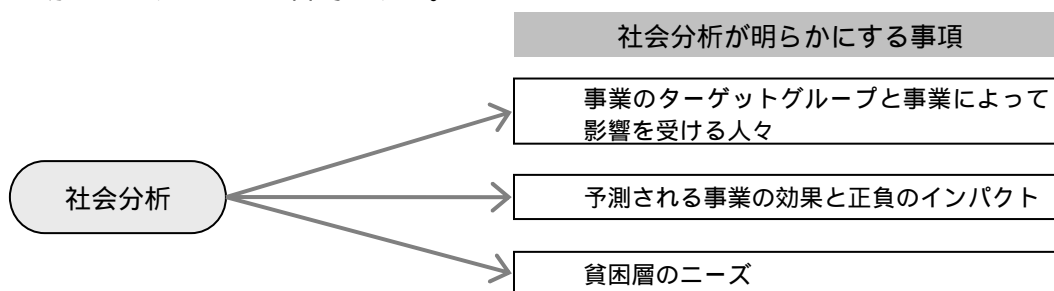 社会分析が明らかにする事項
事業のターゲットグループと事業によって
影響を受ける人々
社会分析
予測される事業の効果と正負のインパクト
貧困層のニーズ